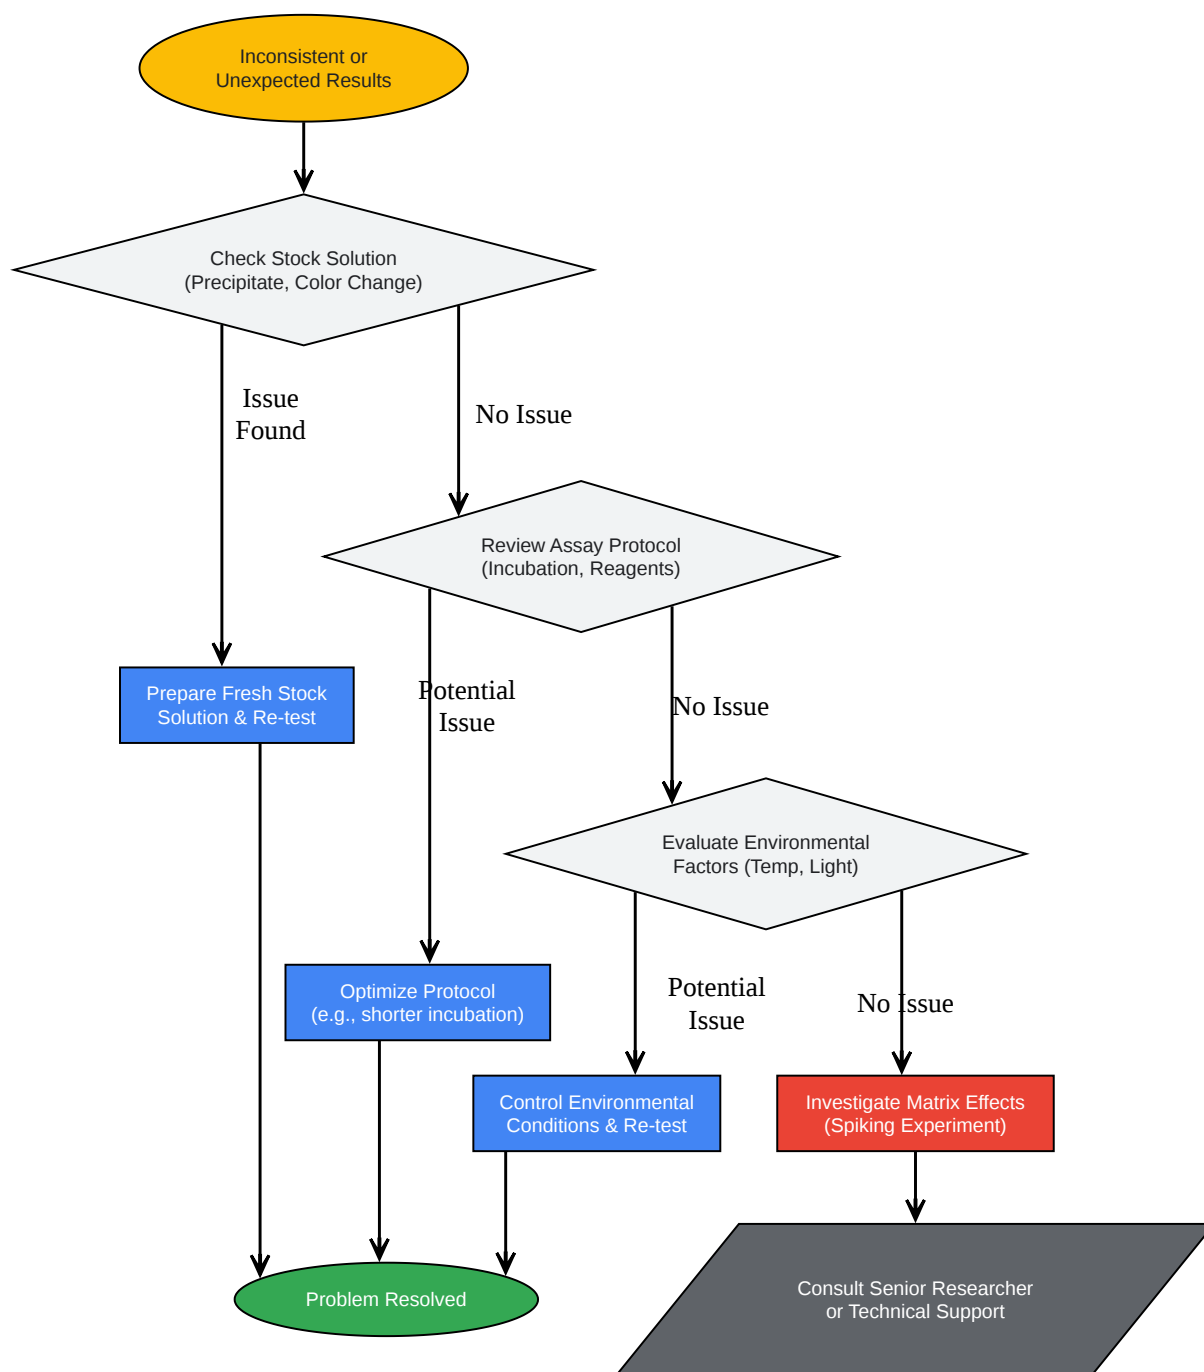 Inconsistent or
Unexpected Results
Check Stock Solution
(Precipitate, Color Change)
Issue
Found
No Issue
Review Assay Protocol
(Incubation, Reagents)
Prepare Fresh Stock
Solution & Re-test
Potential
Issue
No Issue
Evaluate Environmental
Factors (Temp, Light)
Optimize Protocol
(e.g., shorter incubation)
Potential
Issue
No Issue
Control Environmental
Conditions & Re-test
Investigate Matrix Effects
(Spiking Experiment)
Problem Resolved
Consult Senior Researcher
or Technical Support